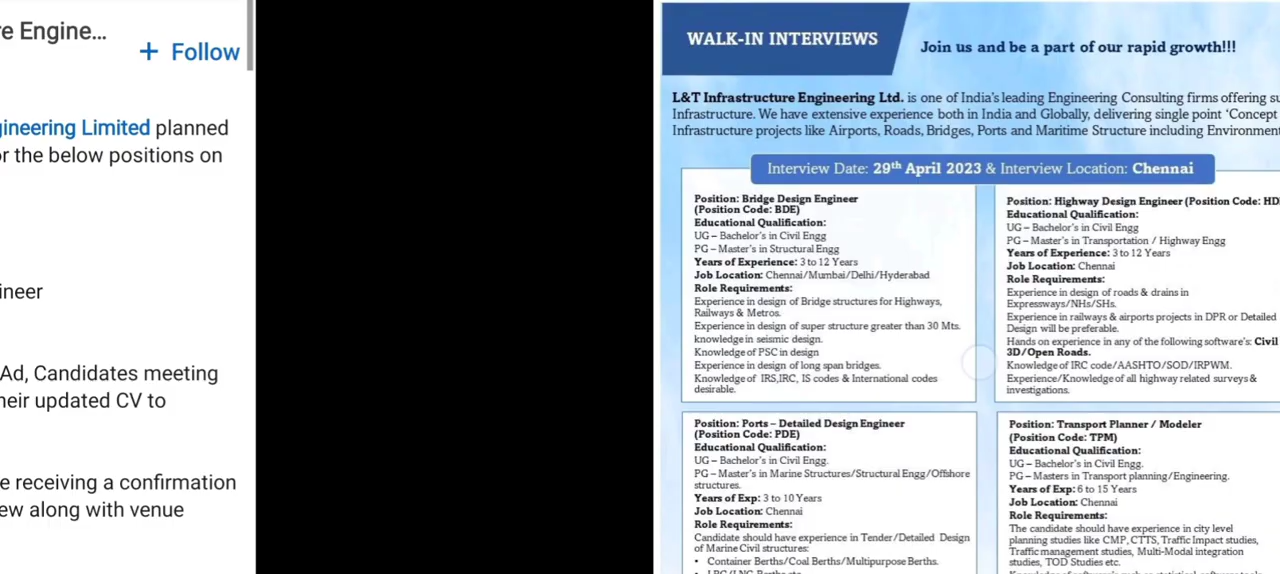 re Engine...
+ Follow
gineering Limited planned
or the below positions on
ineer
Ad, Candidates meeting
heir updated CV to
e receiving a confirmation
ew along with venue
WALK-IN INTERVIEWS
Join us and be a part of our rapid growth!!!
L&T Infrastructure Engineering Ltd. is one of India's leading Engineering Consulting firms offering su
Infrastructure. We have extensive experience both in India and Globally, delivering single point ‘Concept
Infrastructure projects like Airports, Roads, Bridges, Ports and Maritime Structure including Environment
Interview Date: 29th April 2023 & Interview Location: Chennai
Position: Bridge Design Engineer
(Position Code: BDE)
Educational Qualification:
UG – Bachelor's in Civil Engg
PG – Master's in Structural Engg
Years of Experience: 3 to 12 Years
Job Location: Chennai/Mumbai/Delhi/Hyderabad
Role Requirements:
Experience in design of Bridge structures for Highways,
Railways & Metros.
Experience in design of super structure greater than 30 Mts.
knowledge in seismic design.
Knowledge of PSC in design
Experience in design of long span bridges.
Knowledge of IRS,IRC, IS codes & International codes
desirable.
Position: Highway Design Engineer (Position Code: HD
Educational Qualification:
UG – Bachelor's in Civil Engg
PG – Master's in Transportation / Highway Engg
Years of Experience: 3 to 12 Years
Job Location: Chennai
Role Requirements:
Experience in design of roads & drains in
Expressways/NHs/SHs.
Experience in railways & airports projects in DPR or Detailed
Design will be preferable.
Hands on experience in any of the following software's: Civil
3D/Open Roads.
Knowledge of IRC code/AASHTO/SOD/IRPWM.
Experience/Knowledge of all highway related surveys &
investigations.
Position: Ports – Detailed Design Engineer
(Position Code: PDE)
Educational Qualification:
UG – Bachelor's in Civil Engg.
PG – Master's in Marine Structures/Structural Engg/Offshore
structures.
Years of Exp: 3 to 10 Years
Job Location: Chennai
Role Requirements:
Candidate should have experience in Tender/Detailed Design
of Marine Civil structures:
• Container Berths/Coal Berths/Multipurpose Berths.
Position: Transport Planner / Modeler
(Position Code: TPM)
Educational Qualification:
UG – Bachelor's in Civil Engg.
PG – Masters in Transport planning/Engineering.
Years of Exp: 6 to 15 Years
Job Location: Chennai
Role Requirements:
The candidate should have experience in city level
planning studies like CMP, CTTS, Traffic Impact studies,
Traffic management studies, Multi-Modal integration
studies, TOD Studies etc.